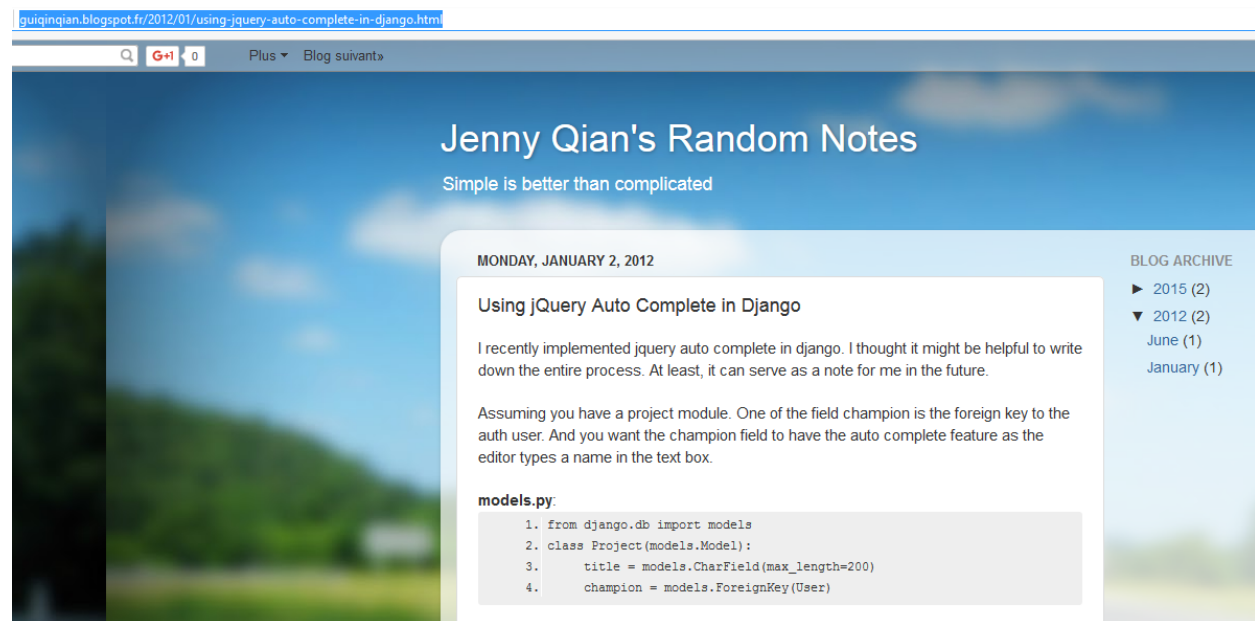 guiqinqian.blogspot.fr/2012/01/using-jquery-auto-complete-in-django.html
G+1 0 Plus ▼ Blog suivant»
Jenny Qian's Random Notes
Simple is better than complicated
MONDAY, JANUARY 2, 2012
Using jQuery Auto Complete in Django
I recently implemented jquery auto complete in django. I thought it might be helpful to write
down the entire process. At least, it can serve as a note for me in the future.
Assuming you have a project module. One of the field champion is the foreign key to the
auth user. And you want the champion field to have the auto complete feature as the
editor types a name in the text box.
models.py:
1. from django.db import models
2. class Project(models.Model):
3. title = models.CharField(max_length=200)
4. champion = models.ForeignKey(User)
BLOG ARCHIVE
► 2015 (2)
▼ 2012 (2)
June (1)
January (1)